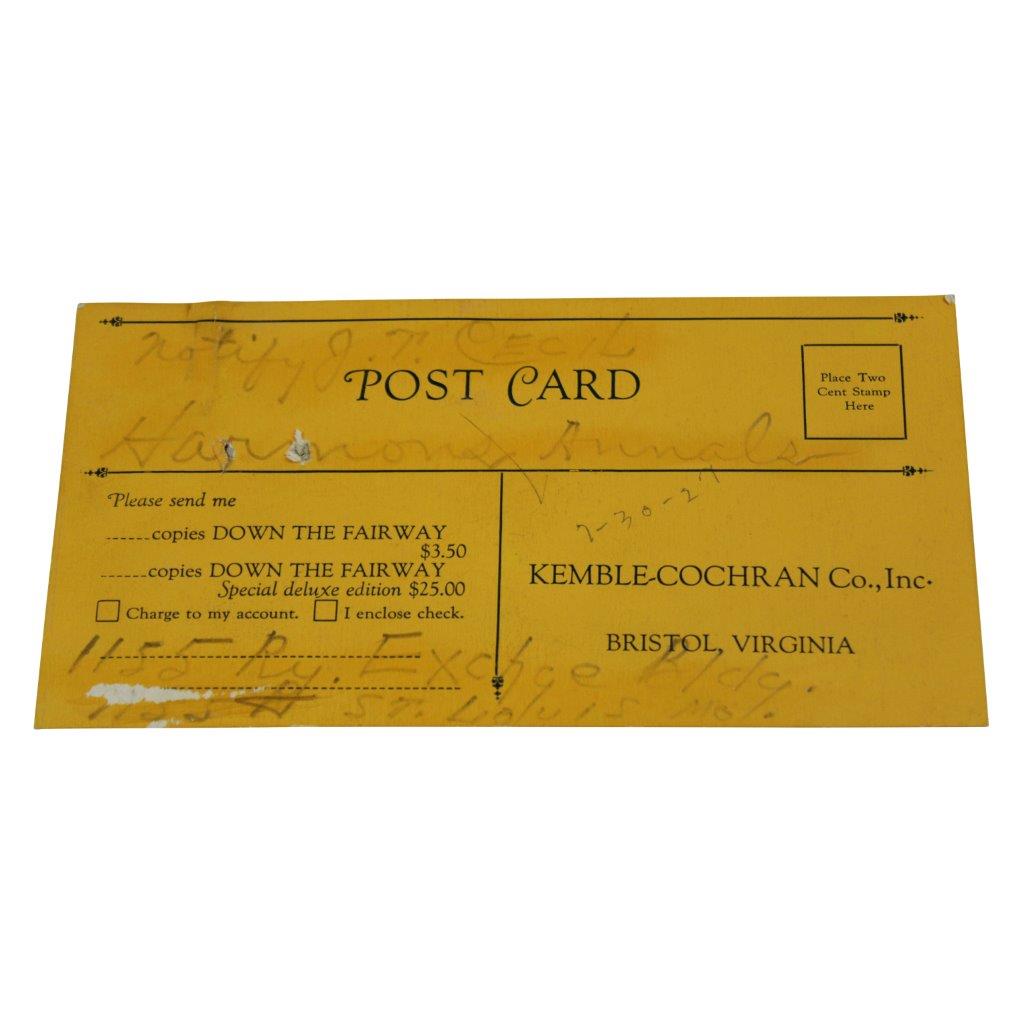 Notify J. T. CECIL
POST CARD
Place Two
Cent Stamp
Here
Harmons Annals
Please send me
......copies DOWN THE FAIRWAY
$3.50
......copies DOWN THE FAIRWAY
Special deluxe edition $25.00
Charge to my account. I enclose check.
7-30-27
KEMBLE-COCHRAN Co., Inc.
BRISTOL, VIRGINIA
1155 Ry. Exchge Bldg.
1155 St. Louis Mo.